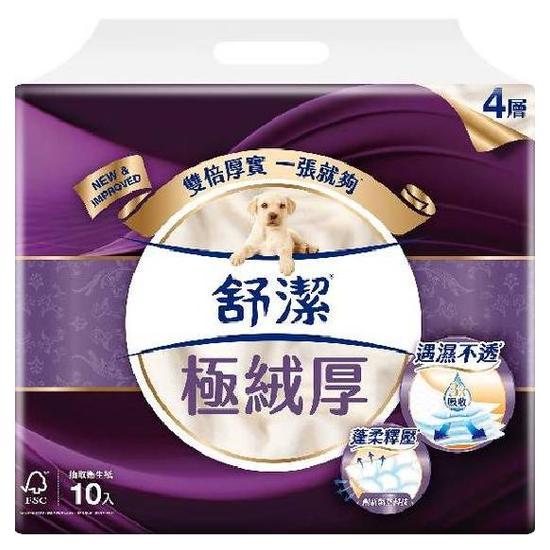 4層
NEW &
IMPROVED
雙倍厚實 一張就夠
舒潔
極絨厚
遇濕不透
吸收
蓬柔釋壓
FSC
抽取衛生紙
10入